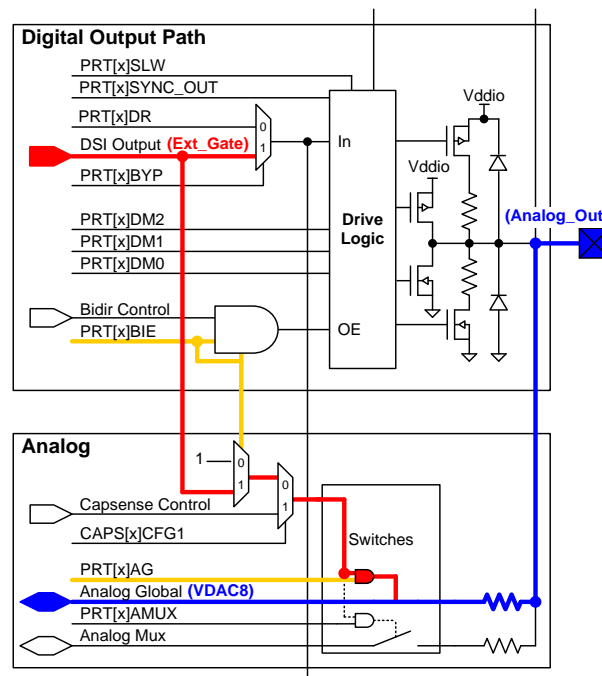 Digital Output Path
PRT[x]SLW
PRT[x]SYNC_OUT
PRT[x]DR
DSI Output (Ext_Gate)
PRT[x]BYP
0
1
In
Vddio
Vddio
PRT[x]DM2
PRT[x]DM1
PRT[x]DM0
Drive
Logic
(Analog_Out
Bidir Control
PRT[x]BIE
OE
Analog
1
0
1
0
1
Capsense Control
CAPS[x]CFG1
Switches
PRT[x]AG
Analog Global (VDAC8)
PRT[x]AMUX
Analog Mux